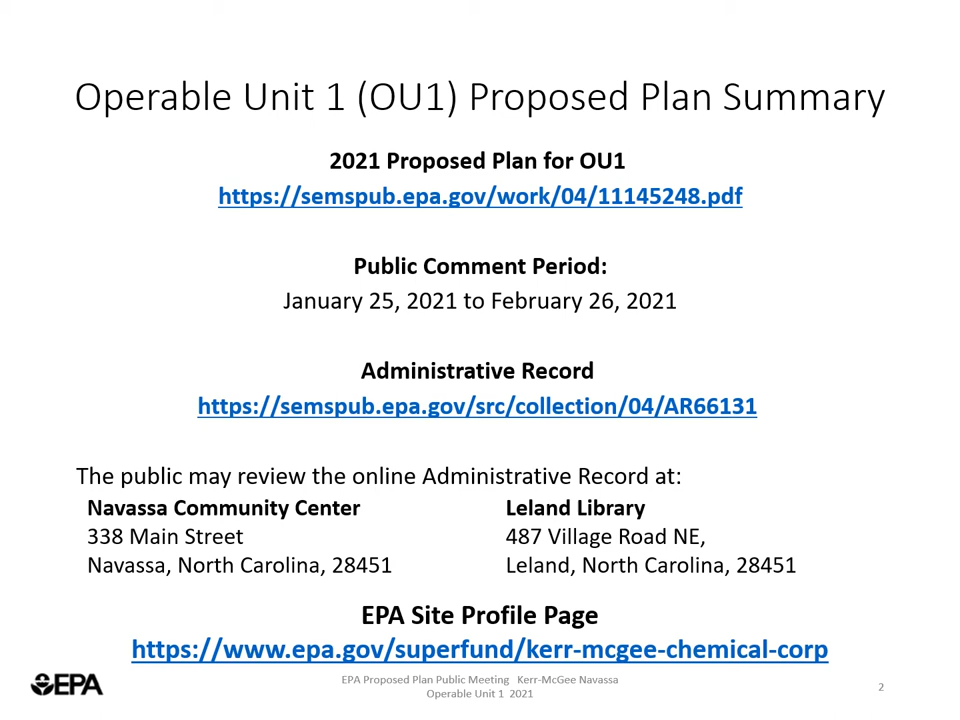 Operable Unit 1 (OU1) Proposed Plan Summary
2021 Proposed Plan for OU1
https://semspub.epa.gov/work/04/11145248.pdf
Public Comment Period:
January 25, 2021 to February 26, 2021
Administrative Record
https://semspub.epa.gov/src/collection/04/AR66131
The public may review the online Administrative Record at:
Navassa Community Center
338 Main Street
Navassa, North Carolina, 28451
Leland Library
487 Village Road NE,
Leland, North Carolina, 28451
EPA Site Profile Page
https://www.epa.gov/superfund/kerr-mcgee-chemical-corp
EPA
EPA Proposed Plan Public Meeting Kerr-McGee Navassa
Operable Unit 1 2021
2